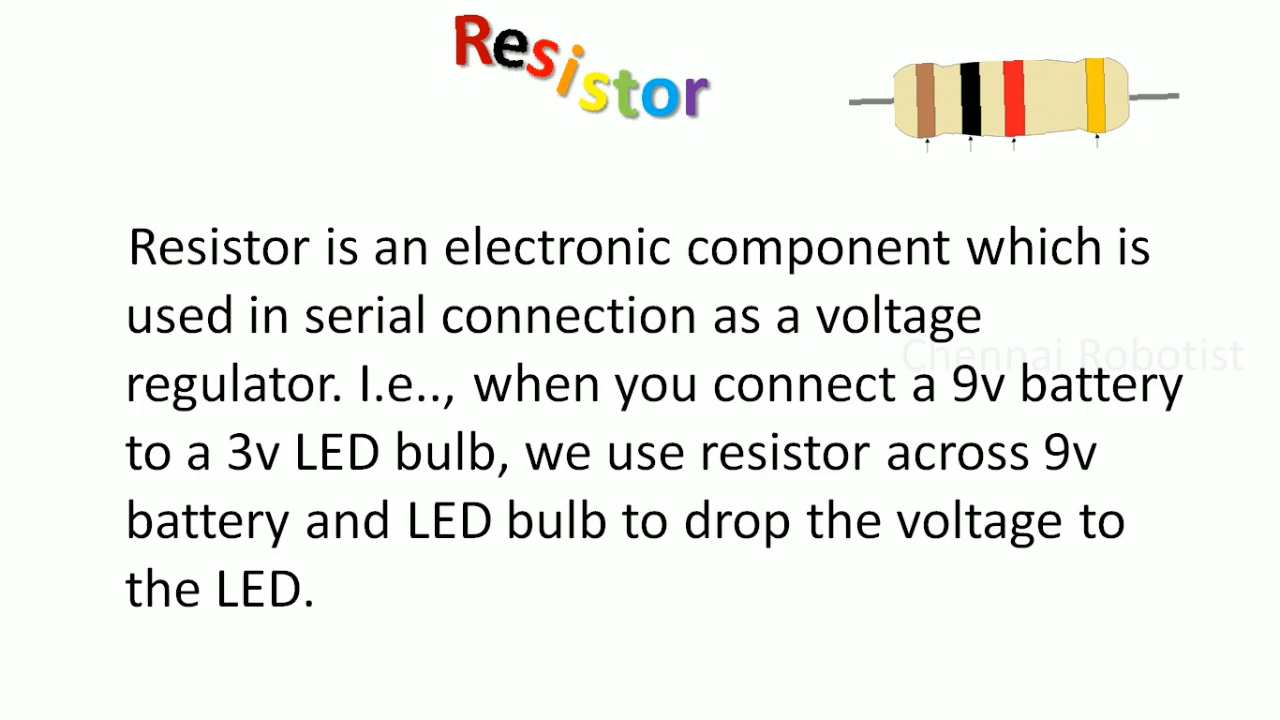 Resistor
Resistor is an electronic component which is
used in serial connection as a voltage
Chennai Robotist
regulator. I.e.., when you connect a 9v battery
to a 3v LED bulb, we use resistor across 9v
battery and LED bulb to drop the voltage to
the LED.